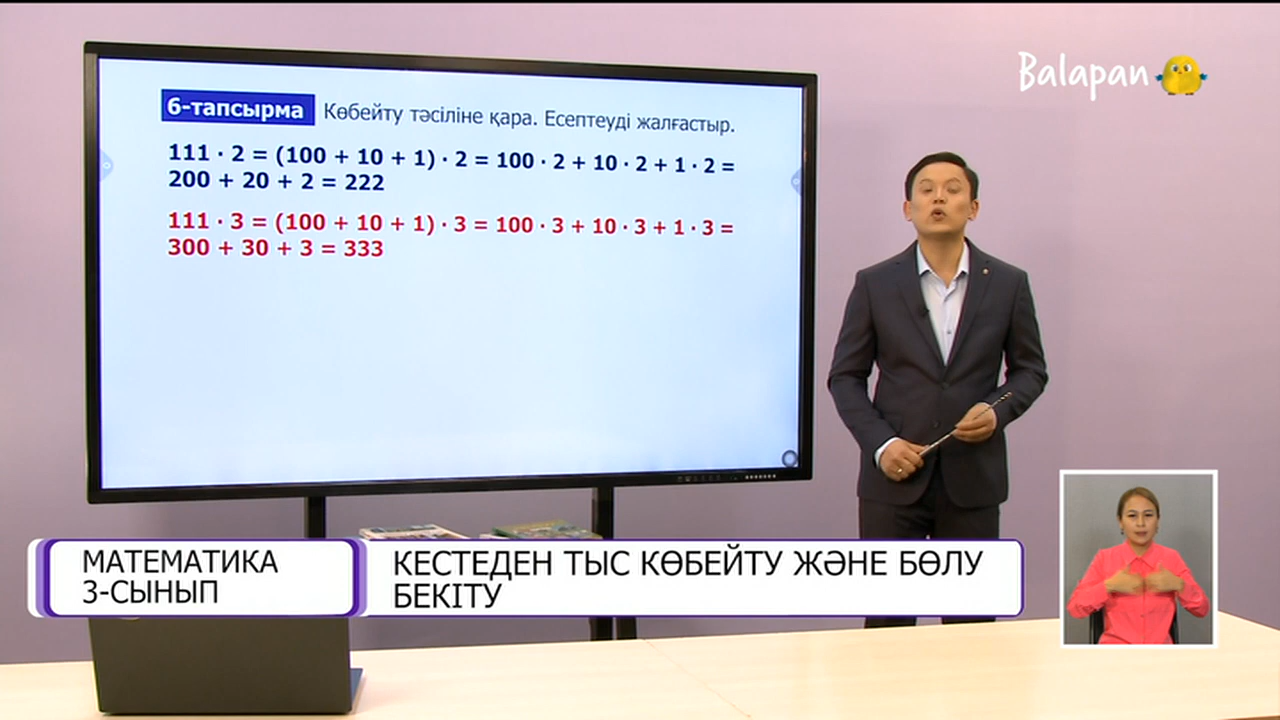 Balapan
6-тапсырма Көбейту тәсіліне қара. Есептеуді жалғастыр.
111 · 2 = (100 + 10 + 1) · 2 = 100 · 2 + 10 · 2 + 1 · 2 =
200 + 20 + 2 = 222
111 · 3 = (100 + 10 + 1) · 3 = 100 · 3 + 10 · 3 + 1 · 3 =
300 + 30 + 3 = 333
МАТЕМАТИКА
3-СЫНЫП
КЕСТЕДЕН ТЫС КӨБЕЙТУ ЖӘНЕ БӨЛУ
БЕКІТУ